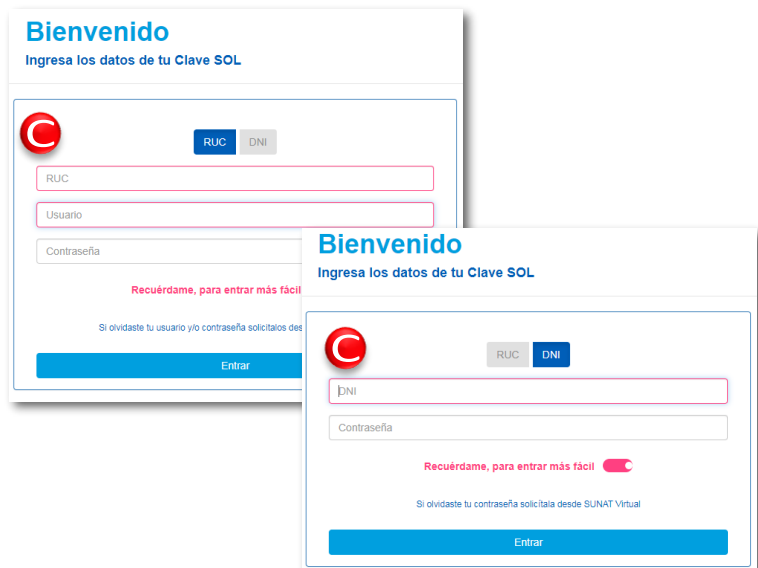 Bienvenido
Ingresa los datos de tu Clave SOL
C
RUC DNI
RUC
Usuario
Contraseña
Recuérdame, para entrar más fácil
Si olvidaste tu usuario y/o contraseña solicítalos des
Entrar
Bienvenido
Ingresa los datos de tu Clave SOL
C
RUC DNI
DNI
Contraseña
Recuérdame, para entrar más fácil
Si olvidaste tu contraseña solicítala desde SUNAT Virtual
Entrar